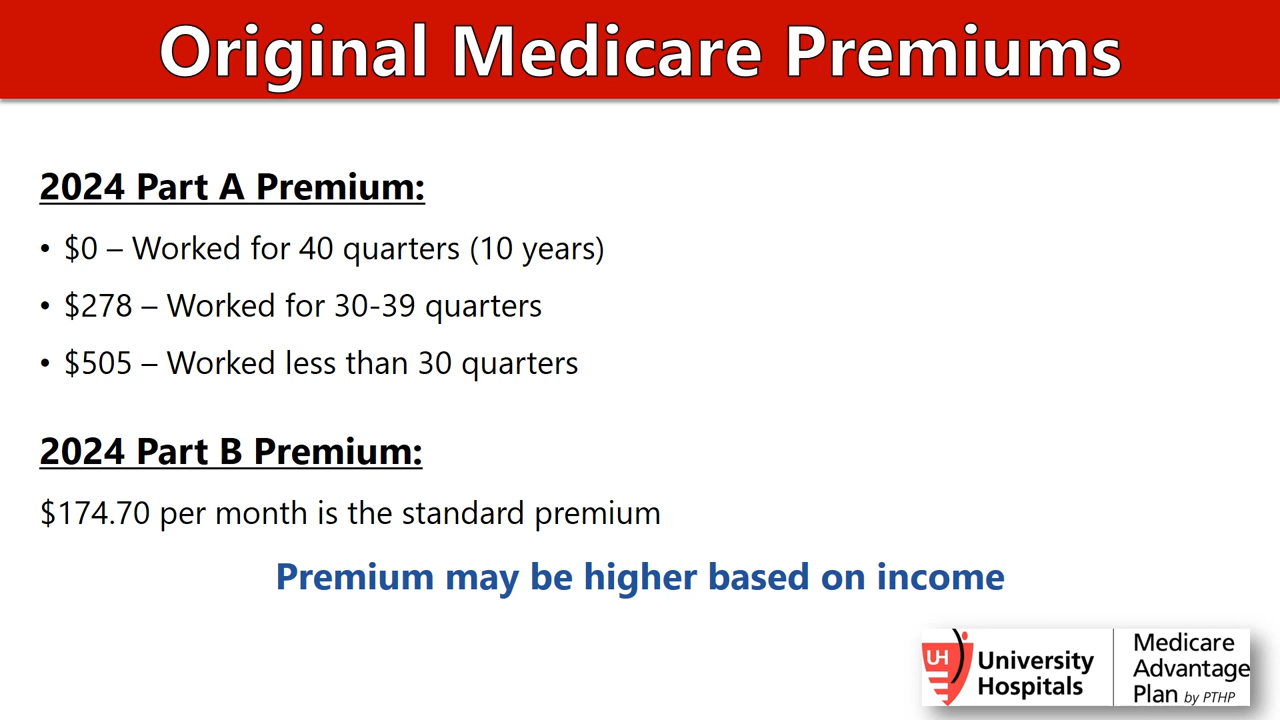 Original Medicare Premiums
2024 Part A Premium:
• $0 – Worked for 40 quarters (10 years)
• $278 – Worked for 30-39 quarters
• $505 – Worked less than 30 quarters
2024 Part B Premium:
$174.70 per month is the standard premium
Premium may be higher based on income
UH
University
Hospitals
Medicare
Advantage
Plan by PTHP